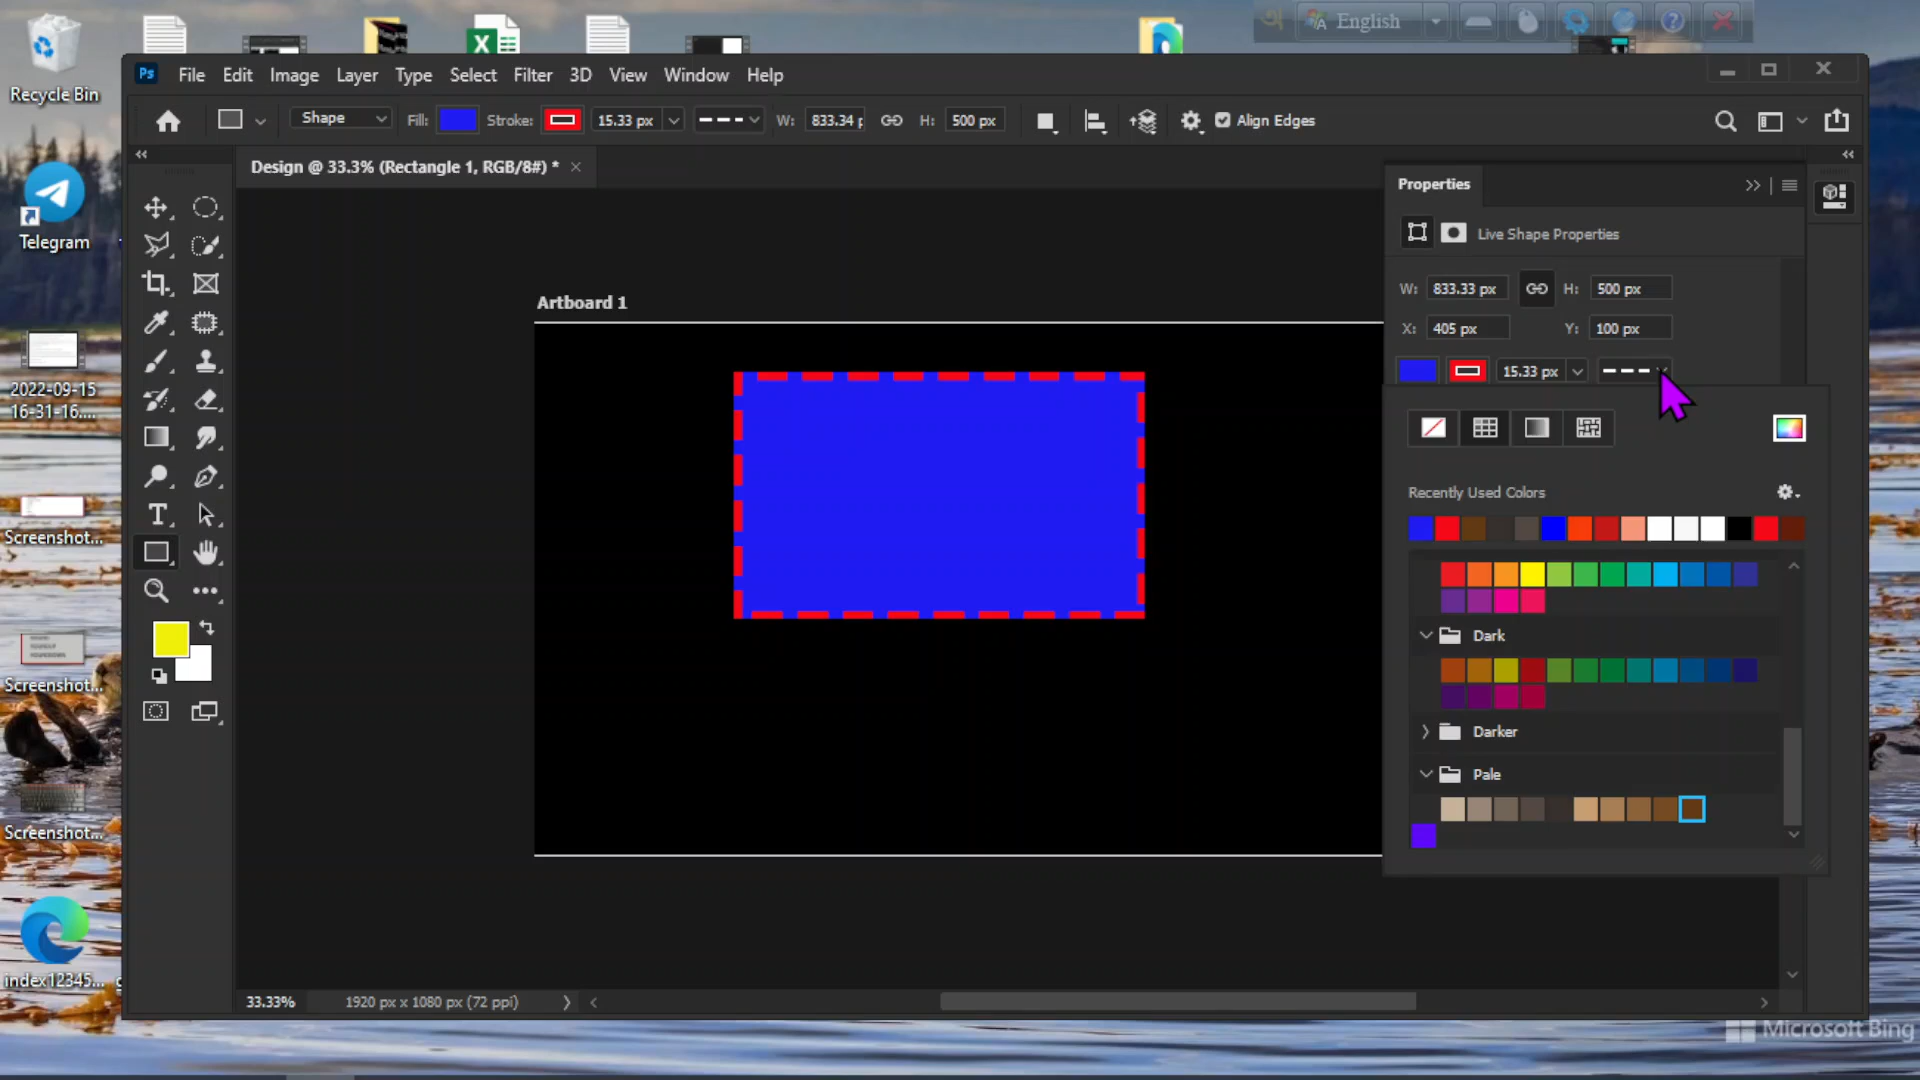 English
Recycle Bin
Ps File Edit Image Layer Type Select Filter 3D View Window Help
Shape Fill: Stroke: 15.33 px W: 833.34 H: 500 px Align Edges
Design @ 33.3% (Rectangle 1, RGB/8#) * ×
Properties
Telegram
Live Shape Properties
W: 833.33 px H: 500 px
Artboard 1
X: 405 px Y: 100 px
15.33 px
2022-09-15
16-31-16....
Recently Used Colors
Screenshot...
Dark
Screenshot...
Darker
Pale
Screenshot...
index12345...
33.33% 1920 px x 1080 px (72 ppi)
Microsoft Bing